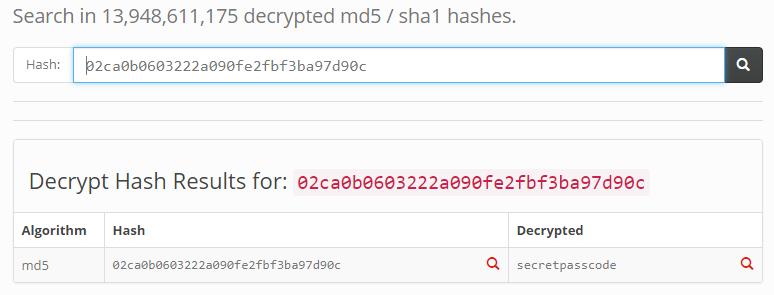 Search in 13,948,611,175 decrypted md5 / sha1 hashes.
Hash: 02ca0b0603222a090fe2fbf3ba97d90c
Decrypt Hash Results for: 02ca0b0603222a090fe2fbf3ba97d90c
Algorithm Hash Decrypted
md5 02ca0b0603222a090fe2fbf3ba97d90c secretpasscode